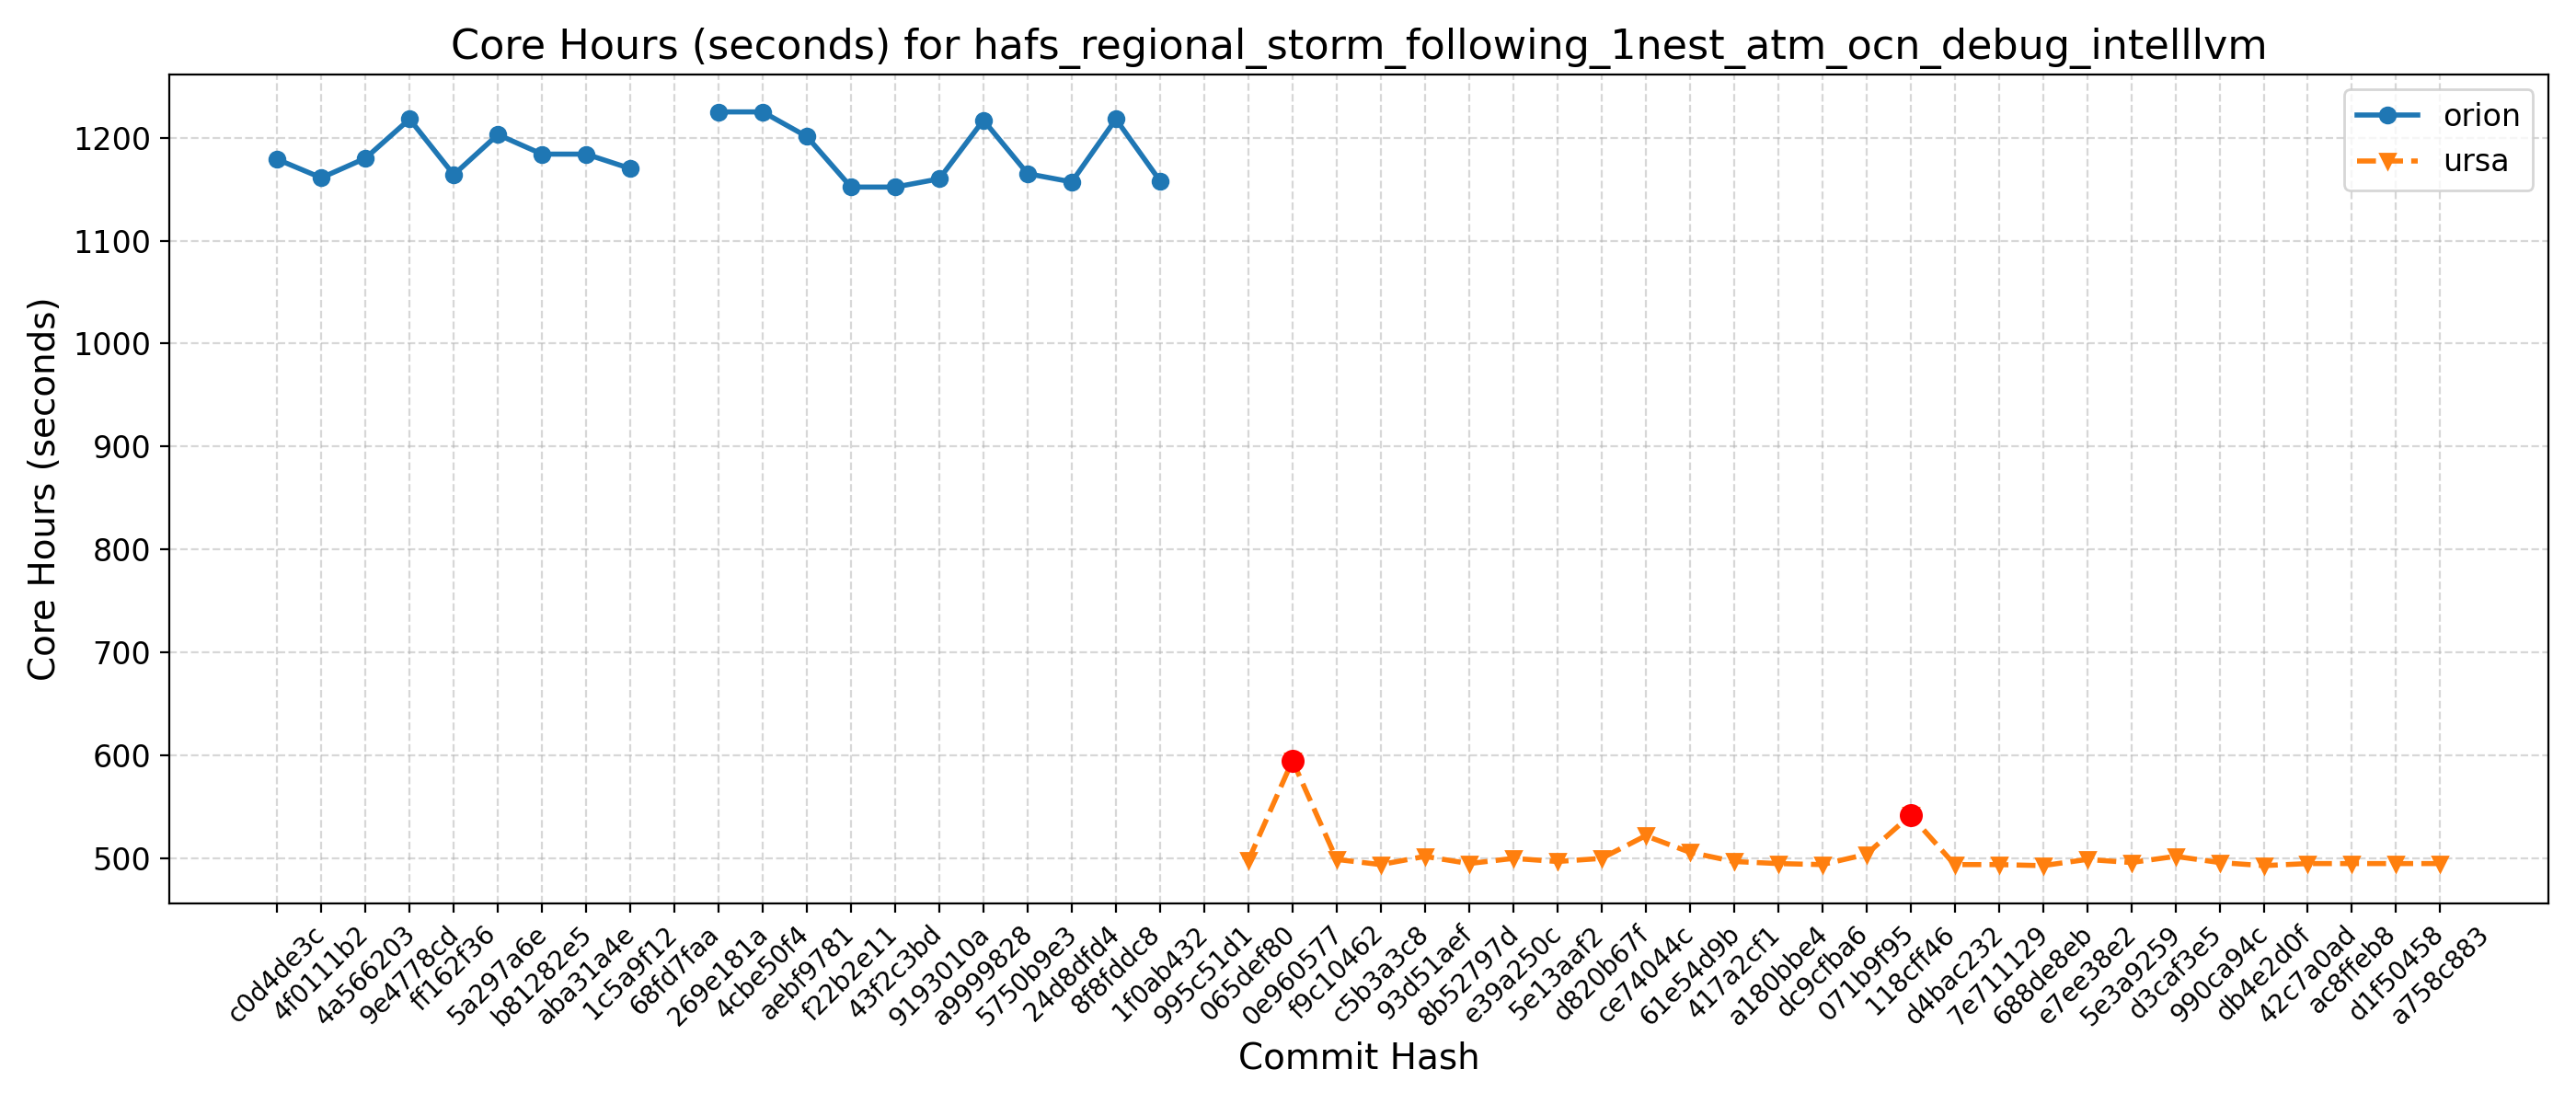 Core Hours (seconds) for hafs_regional_storm_following_1nest_atm_ocn_debug_intelllvm
orion
ursa
Core Hours (seconds)
1200
1100
1000
900
800
700
600
500
c0d4de3c
4f0111b2
4a566203
9e4778cd
ff162f36
5a297a6e
b81282e5
aba31a4e
1c5a9f12
68fd7faa
269e181a
4cbe50f4
aebf9781
f22b2e11
43f2c3bd
9193010a
a9999828
5750b9e3
24d8dfd4
8f8fddc8
1f0ab432
995c51d1
065def80
0e960577
f9c10462
c5b3a3c8
93d51aef
8b52797d
e39a250c
5e13aaf2
d820b67f
ce74044c
61e54d9b
417a2cf1
a180bbe4
dc9cfba6
071b9f95
118cff46
d4bac232
7e711129
688de8eb
e7ee38e2
5e3a9259
d3caf3e5
990ca94c
db4e2d0f
42c7a0ad
ac8ffeb8
d1f50458
a758c883
Commit Hash